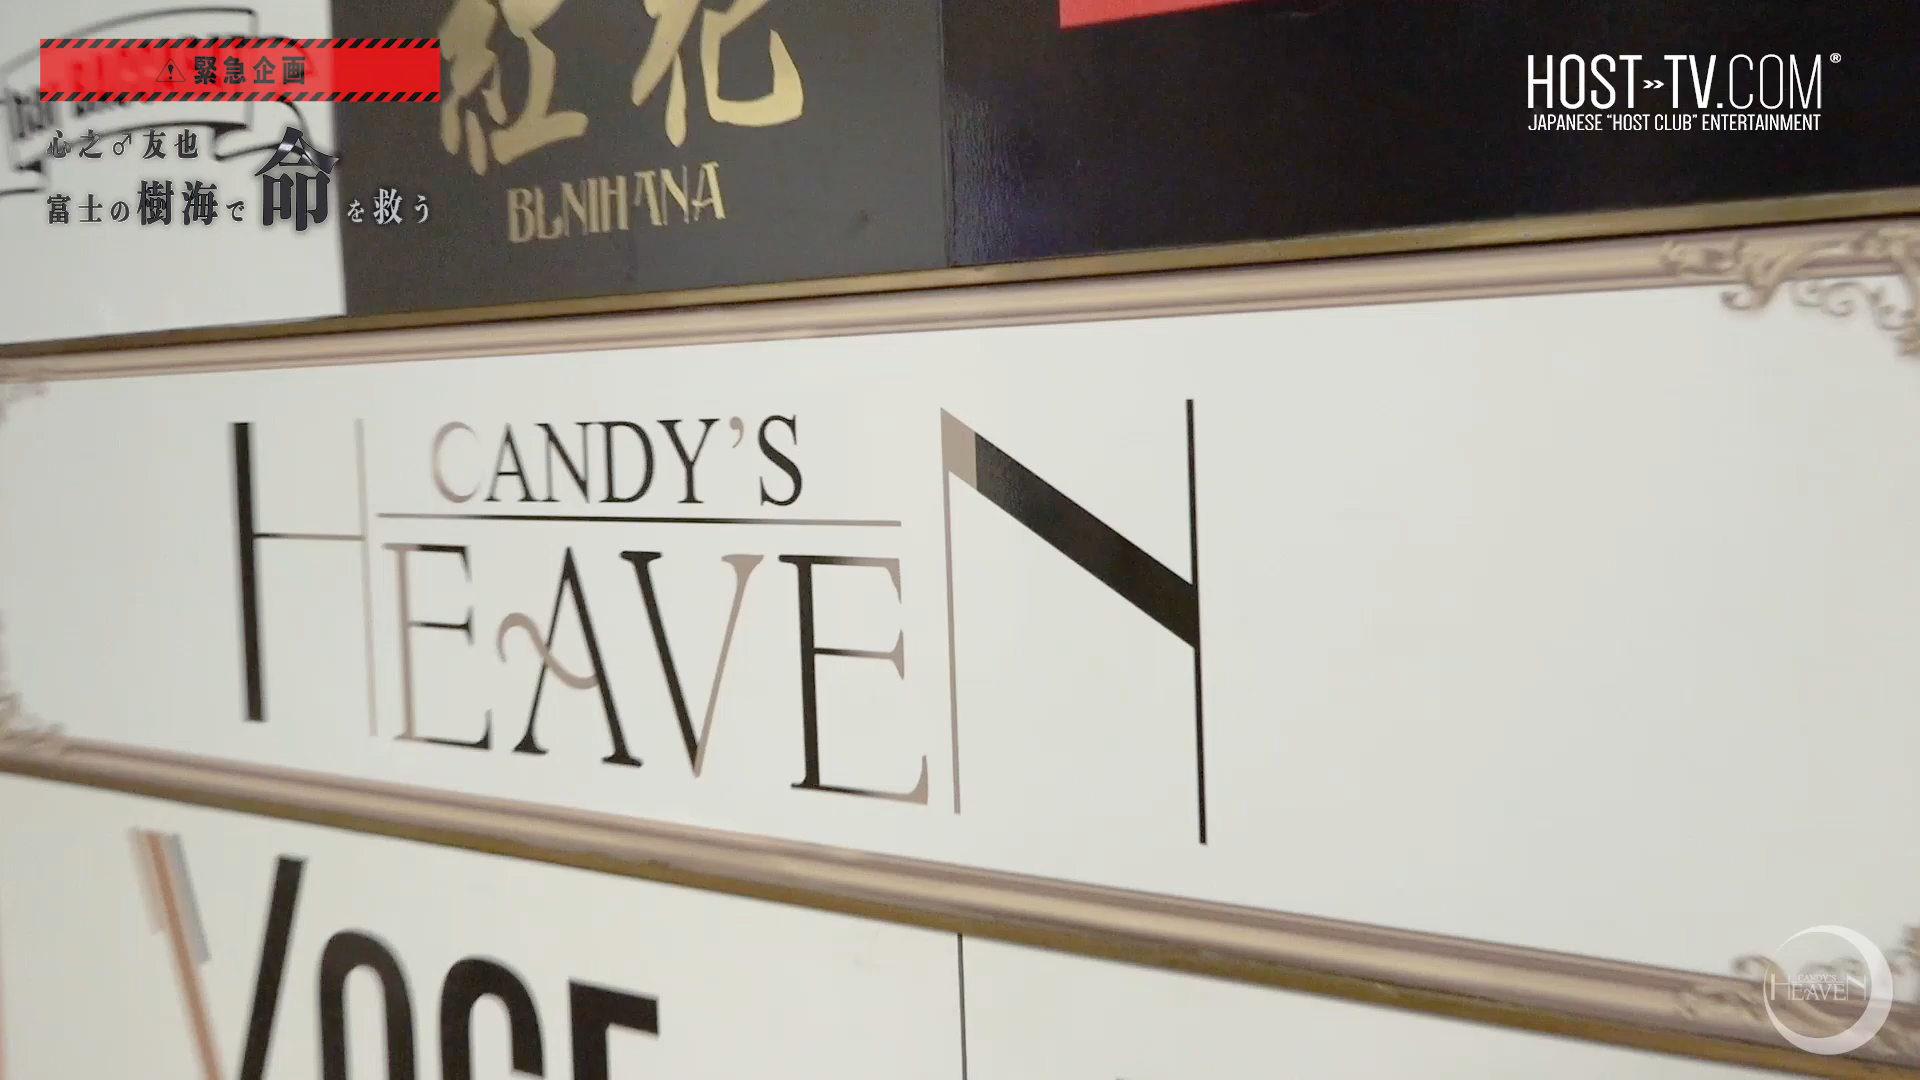 緊急企画
心之♂友也
富士の樹海で命を救う
紅花
BENIHANA
HOST»TV.COM®
JAPANESE "HOST CLUB" ENTERTAINMENT
CANDY'S
HEAVEN
CANDY'S
HEAVEN